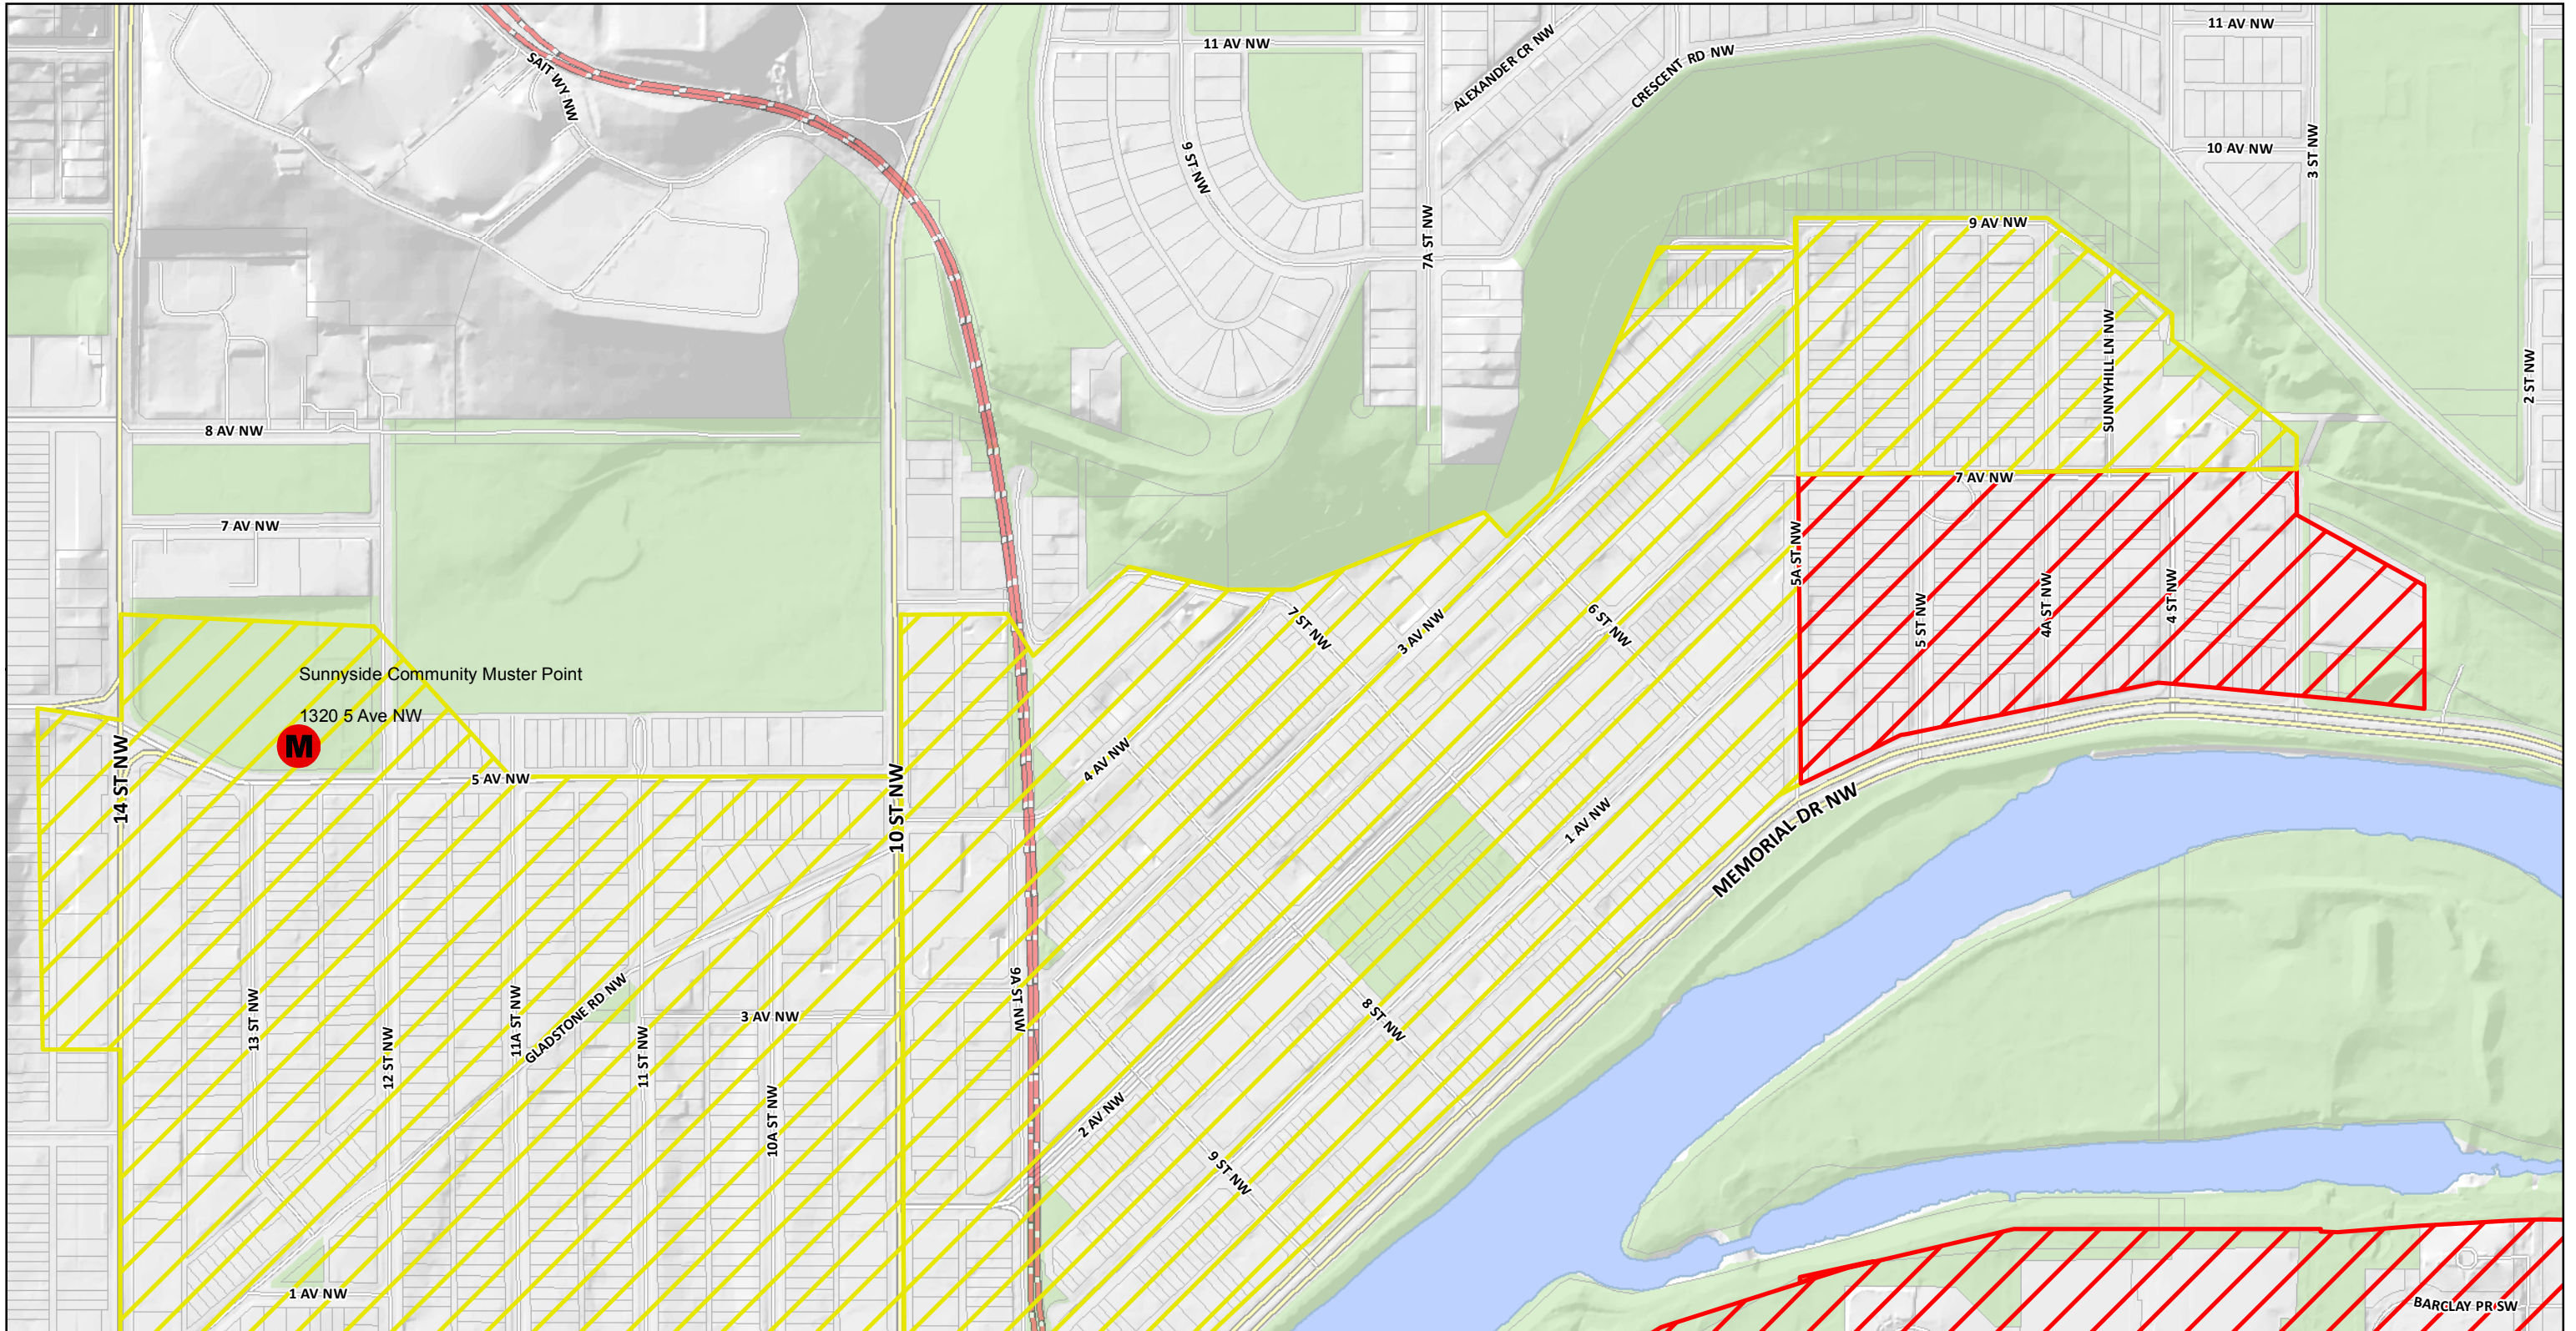 11 AV NW
11 AV NW
SAIT WY NW
ALEXANDER CR NW
CRESCENT RD NW
10 AV NW
3 ST NW
9 ST NW
7A ST NW
9 AV NW
SUNNYHILL LN NW
2 ST NW
8 AV NW
7 AV NW
7 AV NW
5A ST NW
5 ST NW
4A ST NW
4 ST NW
7 ST NW
3 AV NW
6 ST NW
Sunnyside Community Muster Point
1320 5 Ave NW
M
14 ST NW
5 AV NW
10 ST NW
4 AV NW
1 AV NW
MEMORIAL DR NW
13 ST NW
12 ST NW
11A ST NW
GLADSTONE RD NW
11 ST NW
3 AV NW
9A ST NW
8 ST NW
10A ST NW
2 AV NW
9 ST NW
1 AV NW
BARCLAY PR SW